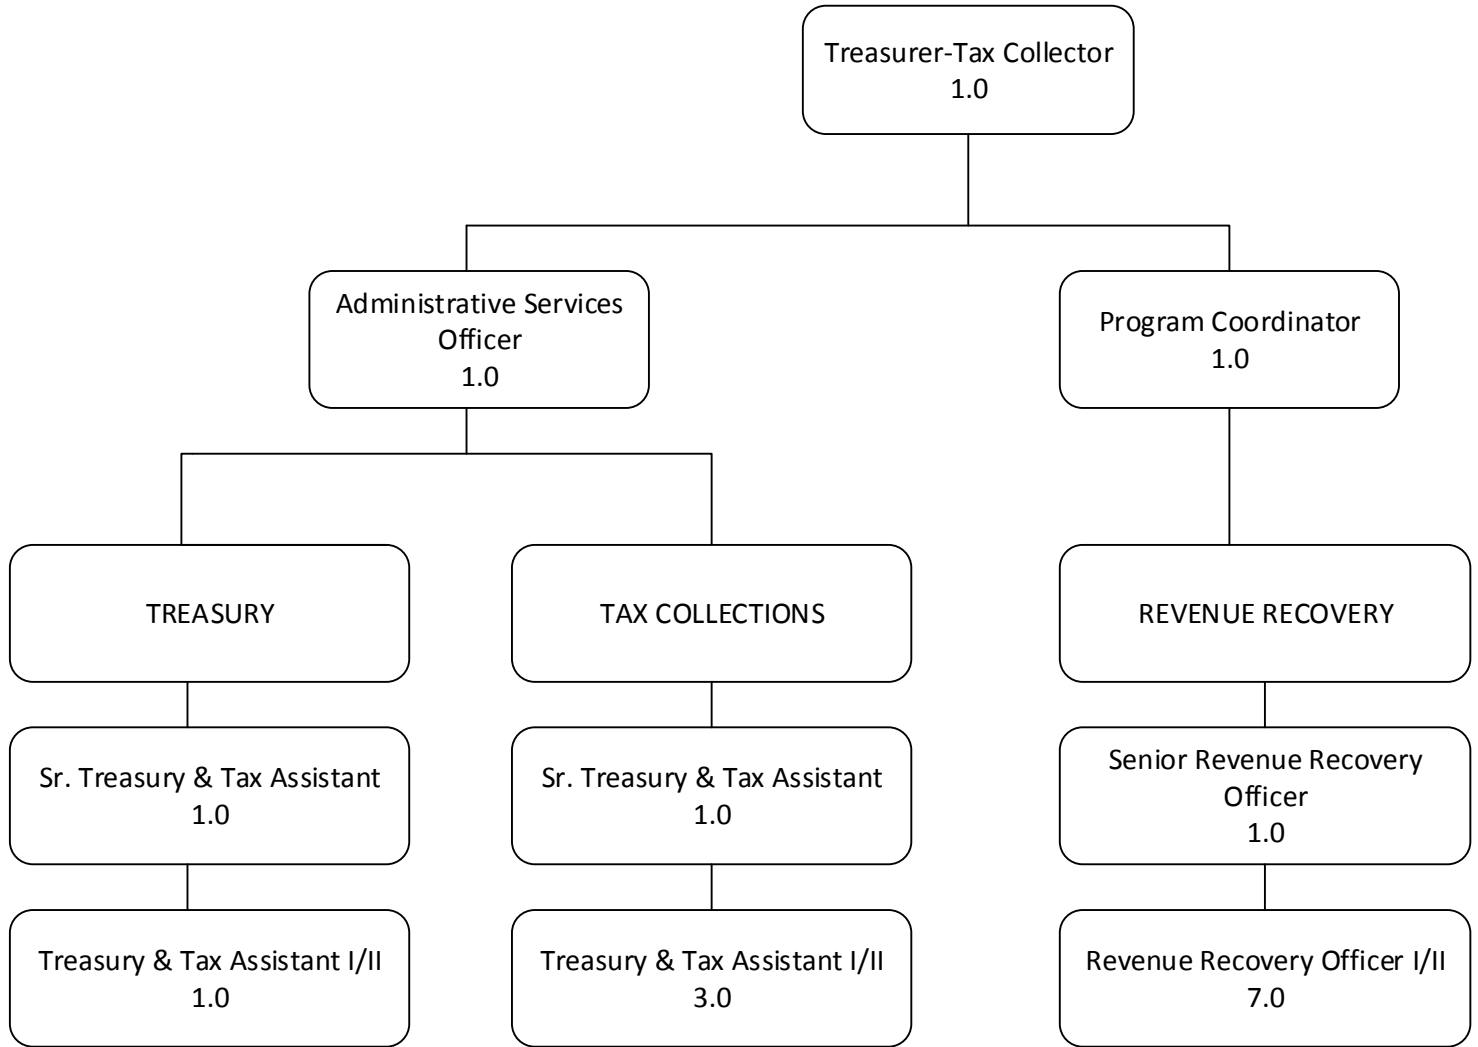 Treasurer-Tax Collector
1.0
Administrative Services
Officer
1.0
Program Coordinator
1.0
TREASURY
TAX COLLECTIONS
REVENUE RECOVERY
Sr. Treasury & Tax Assistant
1.0
Sr. Treasury & Tax Assistant
1.0
Senior Revenue Recovery
Officer
1.0
Treasury & Tax Assistant I/II
1.0
Treasury & Tax Assistant I/II
3.0
Revenue Recovery Officer I/II
7.0